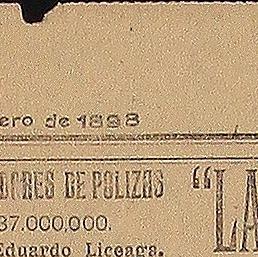 ero de 1898
DORES DE POLIZAS
37.000,000.
Eduardo Liceaga.
"LA